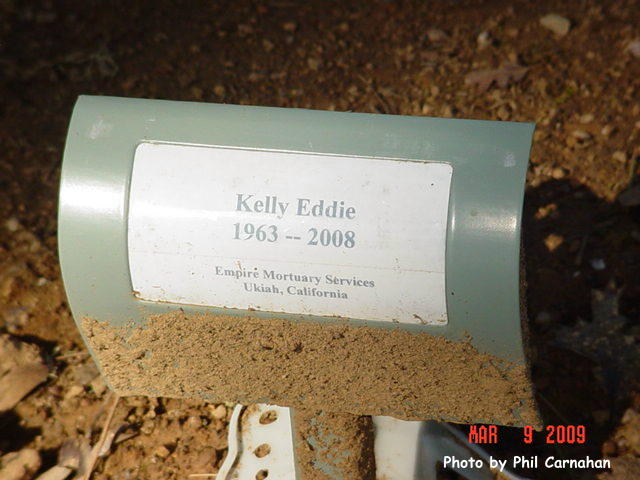 Kelly Eddie
1963 -- 2008
Empire Mortuary Services
Ukiah, California
MAR 9 2009
Photo by Phil Carnahan